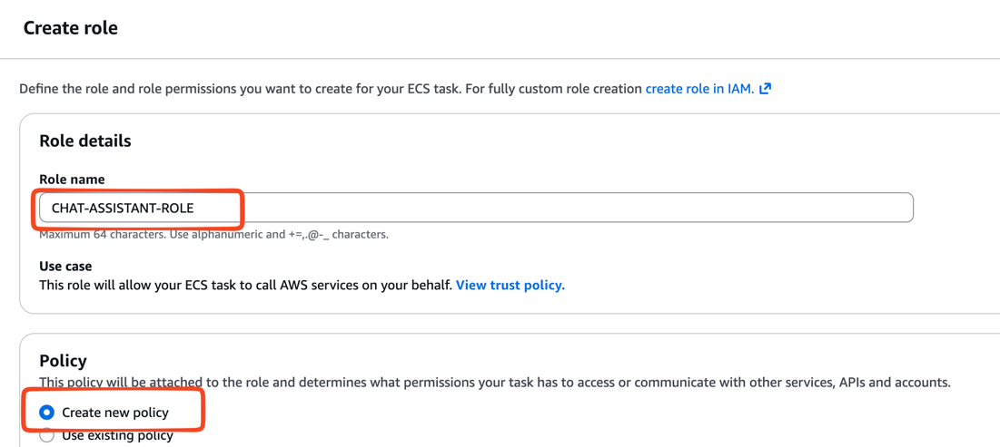 Create role
Define the role and role permissions you want to create for your ECS task. For fully custom role creation create role in IAM.
Role details
Role name
CHAT-ASSISTANT-ROLE
Maximum 64 characters. Use alphanumeric and +=,.@-_ characters.
Use case
This role will allow your ECS task to call AWS services on your behalf. View trust policy.
Policy
This policy will be attached to the role and determines what permissions your task has to access or communicate with other services, APIs and accounts.
Create new policy
Use existing policy